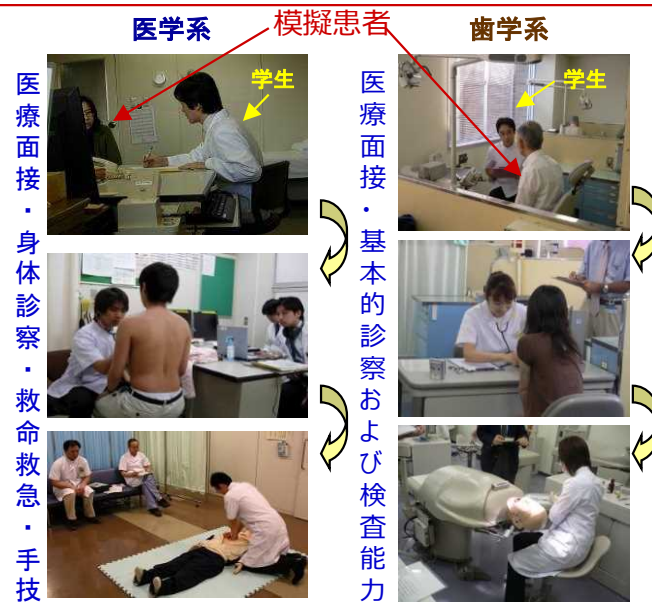 医学系
模擬患者
歯学系
学生
学生
医療面接・身体診察・救命救急・手技
医療面接・基本的診察および検査能力